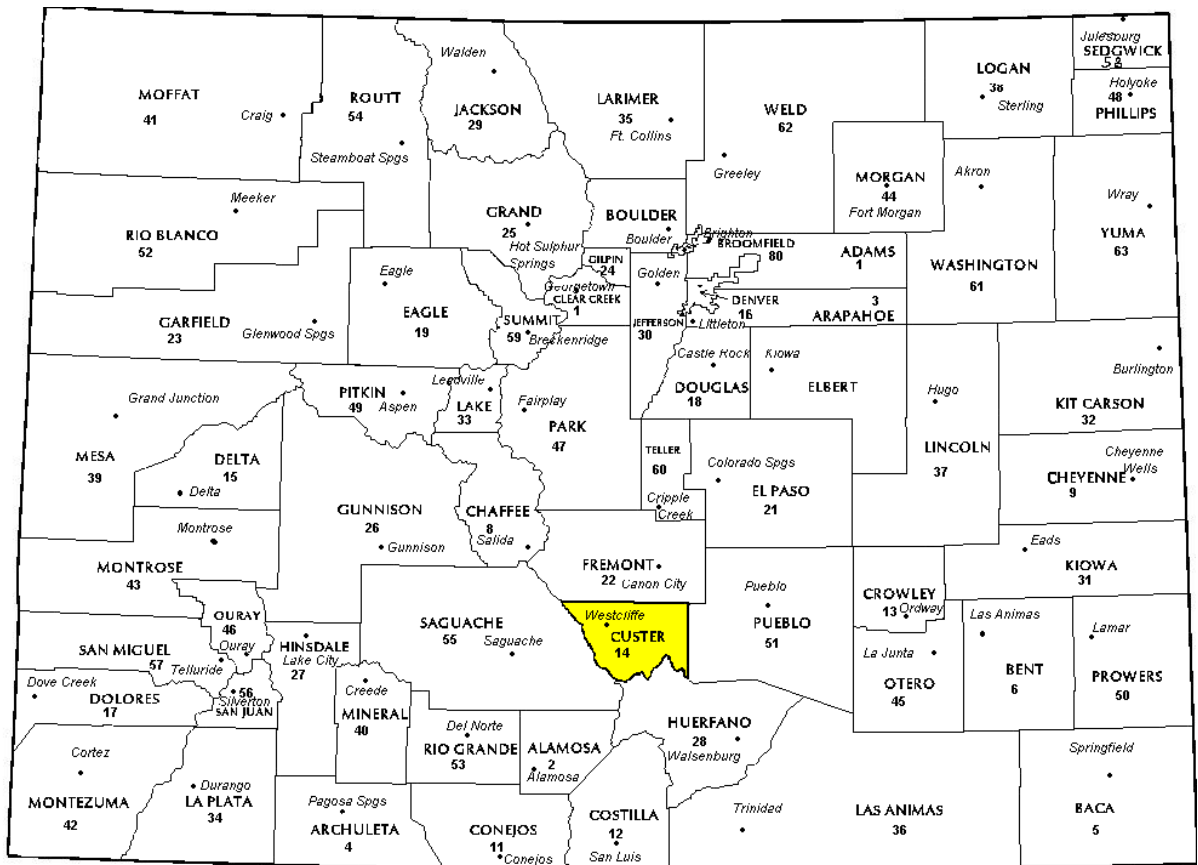 Julesburg
SEDGWICK
58
Walden
LOGAN
38
Sterling
Holyoke
48
PHILLIPS
MOFFAT
41
Craig
ROUTT
54
Steamboat Spgs
JACKSON
29
LARIMER
35
Ft. Collins
WELD
62
Greeley
MORGAN
44
Fort Morgan
Akron
Wray
YUMA
63
Meeker
RIO BLANCO
52
GRAND
25
Hot Sulphur
Springs
BOULDER
Boulder
Brighton
BROOMFIELD
80
ADAMS
1
WASHINGTON
61
GILPIN
24
Golden
Eagle
EAGLE
19
Georgetown
CLEAR CREEK
1
DENVER
16
3
ARAPAHOE
GARFIELD
23
Glenwood Spgs
SUMMIT
59
Breckenridge
JEFFERSON
30
Littleton
Castle Rock
DOUGLAS
18
Kiowa
ELBERT
Hugo
Burlington
KIT CARSON
32
Grand Junction
PITKIN
49
Aspen
Leadville
LAKE
33
Fairplay
PARK
47
LINCOLN
37
MESA
39
DELTA
15
Delta
TELLER
60
Cripple
Creek
Colorado Spgs
EL PASO
21
Cheyenne
Wells
CHEYENNE
9
GUNNISON
26
Gunnison
CHAFFEE
8
Salida
Montrose
MONTROSE
43
FREMONT
22
Canon City
Eads
KIOWA
31
Pueblo
PUEBLO
51
CROWLEY
13
Ordway
OURAY
46
Ouray
SAGUACHE
55
Saguache
Westcliffe
CUSTER
14
Las Animas
BENT
6
Lamar
PROWERS
50
SAN MIGUEL
57
Telluride
HINSDALE
Lake City
27
La Junta
OTERO
45
Dove Creek
DOLORES
17
56
Silverton
SAN JUAN
Creede
MINERAL
40
Del Norte
RIO GRANDE
53
ALAMOSA
2
Alamosa
HUERFANO
28
Walsenburg
Cortez
MONTEZUMA
42
Durango
LA PLATA
34
Pagosa Spgs
ARCHULETA
4
CONEJOS
11
Conejos
COSTILLA
12
San Luis
Trinidad
LAS ANIMAS
36
Springfield
BACA
5